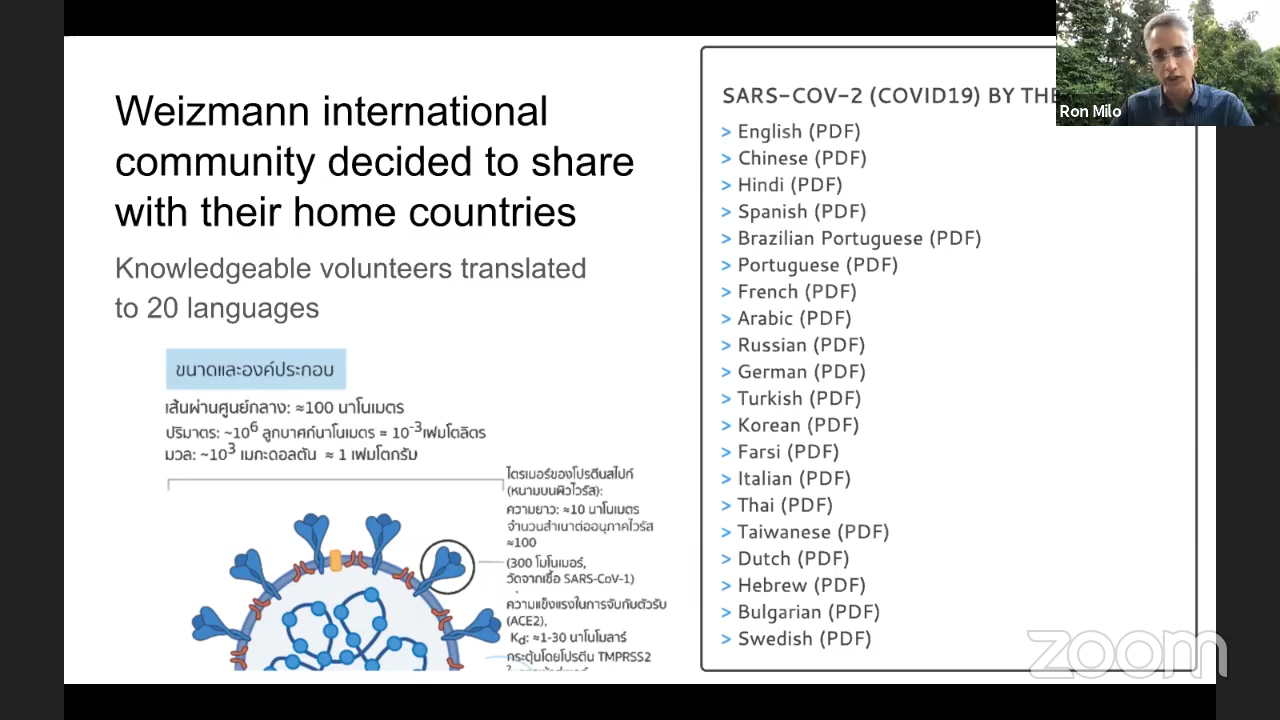 Weizmann international
community decided to share
with their home countries
Knowledgeable volunteers translated
to 20 languages
ขนาดและองค์ประกอบ
เส้นผ่านศูนย์กลาง: ≈100 นาโนเมตร
ปริมาตร: ~10⁶ ลูกบาศก์นาโนเมตร = 10⁻³เฟมโตลิตร
มวล: ~10³ เมกะดอลตัน ≈ 1 เฟมโตกรัม
ไตรเมอร์ของโปรตีนสไปก์
(หนามบนผิวไวรัส):
ความยาว: ≈10 นาโนเมตร
จำนวนสำเนาต่ออนุภาคไวรัส
≈100
(300 โมโนเมอร์,
วัดจากเชื้อ SARS-CoV-1)
ความแข็งแรงในการจับกับตัวรับ
(ACE2),
Kd: ≈1-30 นาโนโมลาร์
กระตุ้นโดยโปรตีน TMPRSS2
SARS-COV-2 (COVID19) BY THE
> English (PDF)
> Chinese (PDF)
> Hindi (PDF)
> Spanish (PDF)
> Brazilian Portuguese (PDF)
> Portuguese (PDF)
> French (PDF)
> Arabic (PDF)
> Russian (PDF)
> German (PDF)
> Turkish (PDF)
> Korean (PDF)
> Farsi (PDF)
> Italian (PDF)
> Thai (PDF)
> Taiwanese (PDF)
> Dutch (PDF)
> Hebrew (PDF)
> Bulgarian (PDF)
> Swedish (PDF)
Ron Milo
zoom